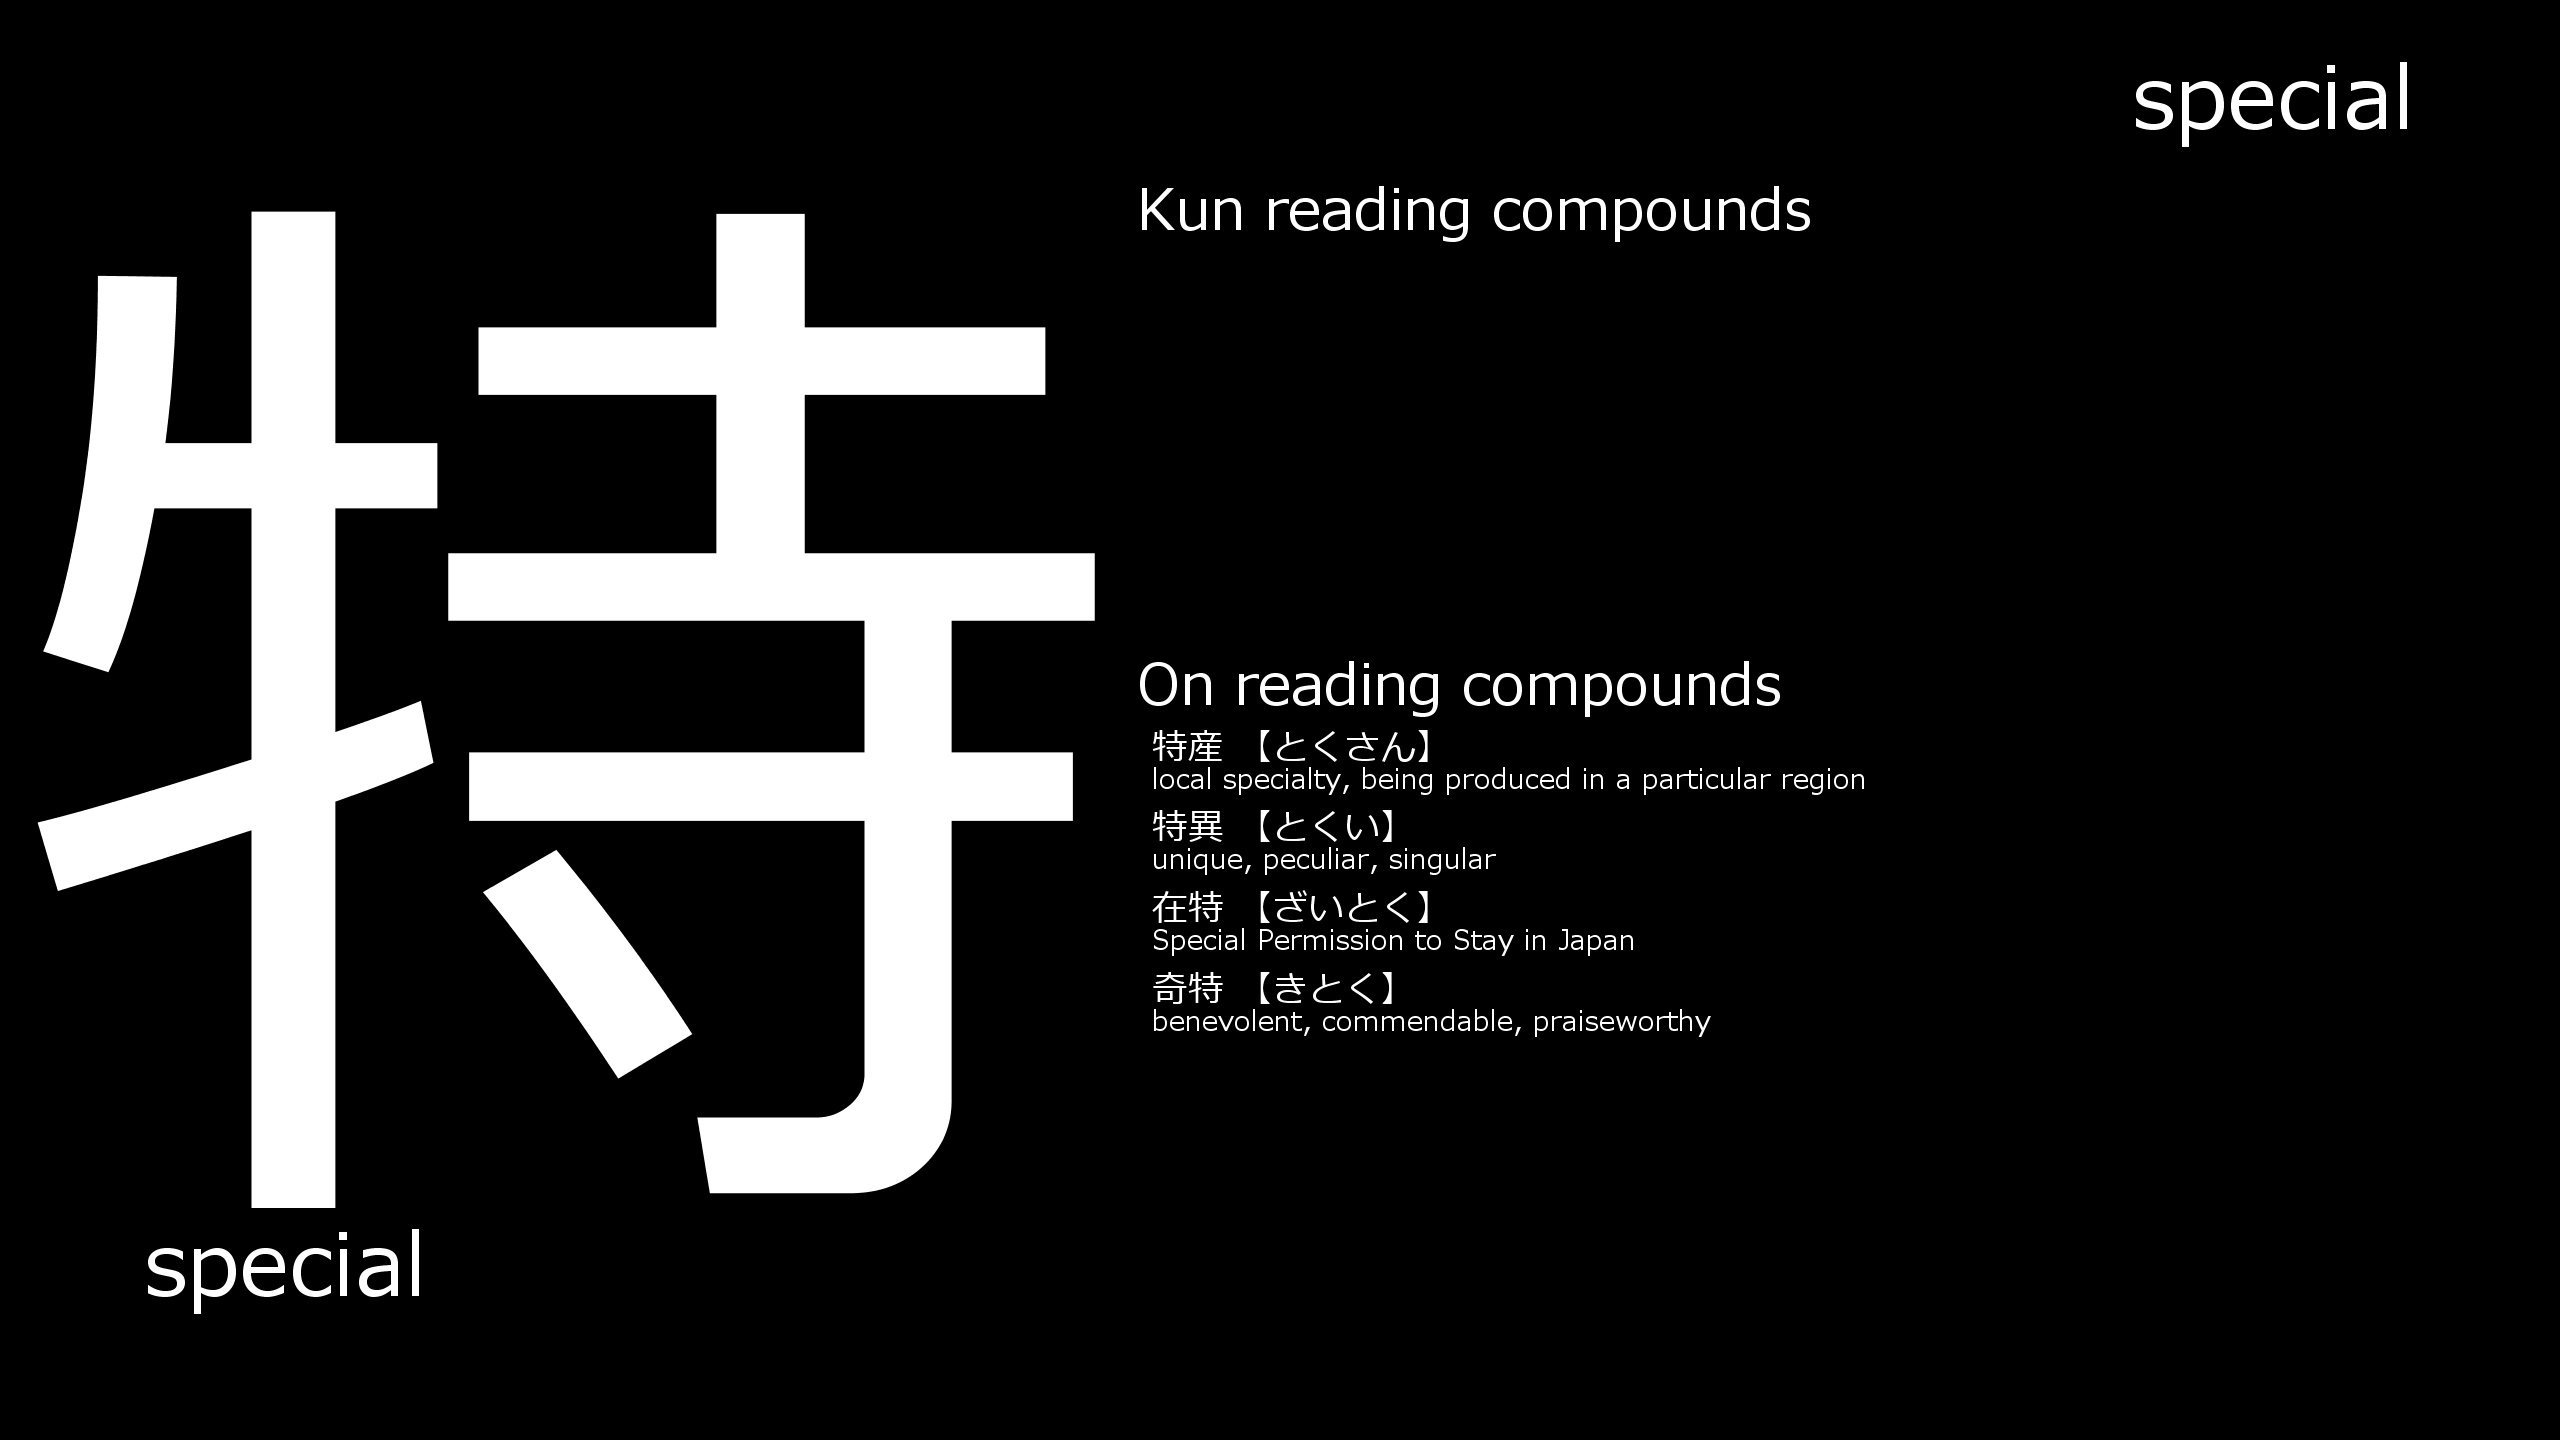 special
特
special
Kun reading compounds
On reading compounds
特産 【とくさん】
local specialty, being produced in a particular region
特異 【とくい】
unique, peculiar, singular
在特 【ざいとく】
Special Permission to Stay in Japan
奇特 【きとく】
benevolent, commendable, praiseworthy